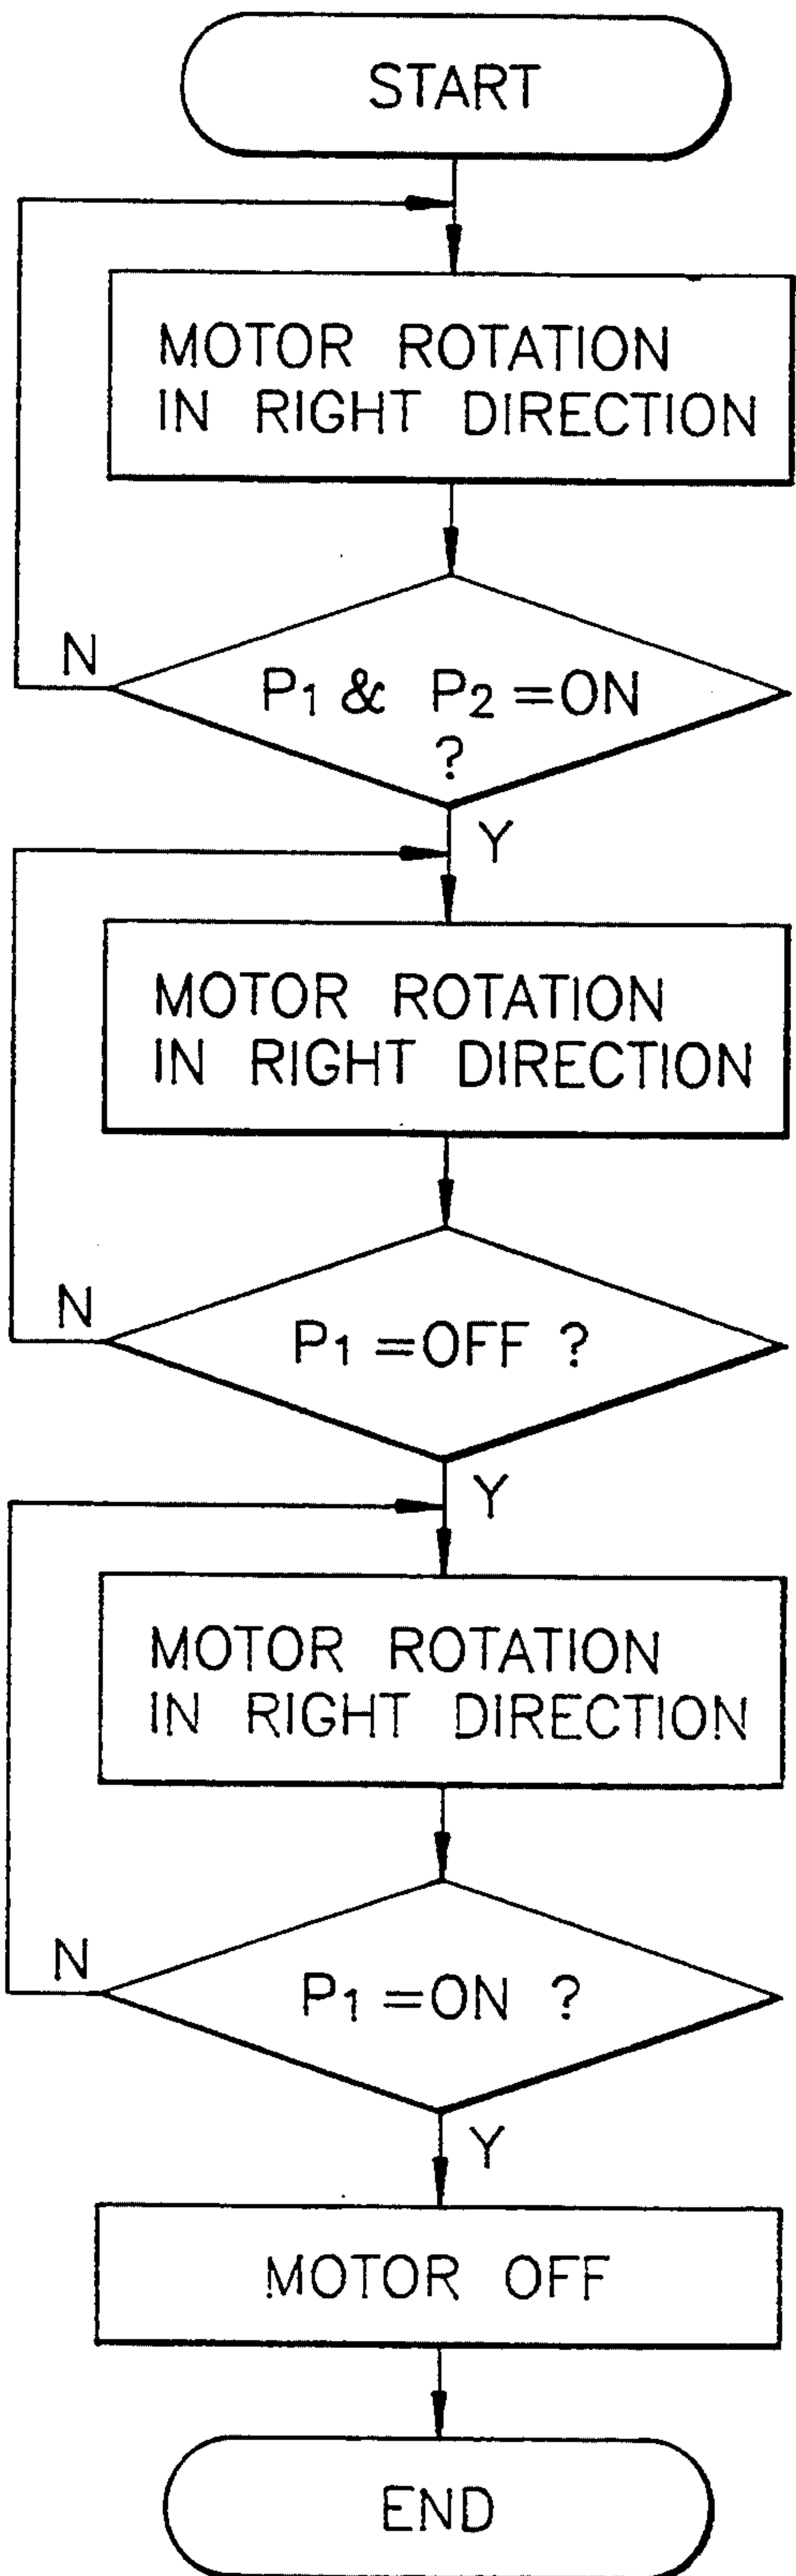 START
MOTOR ROTATION
IN RIGHT DIRECTION
N
P1 & P2 =ON
?
Y
MOTOR ROTATION
IN RIGHT DIRECTION
N
P1 =OFF ?
Y
MOTOR ROTATION
IN RIGHT DIRECTION
N
P1 =ON ?
Y
MOTOR OFF
END